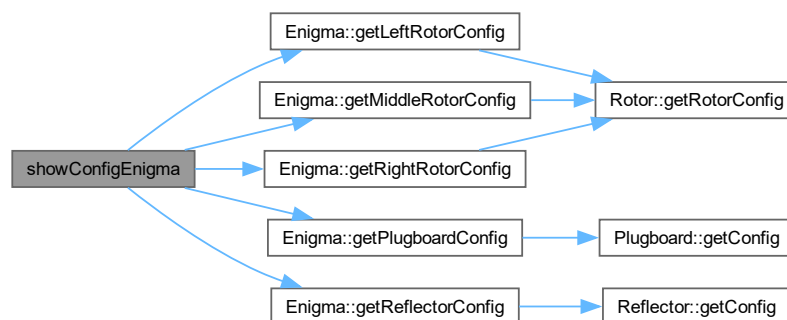 Enigma::getLeftRotorConfig
Enigma::getMiddleRotorConfig
Rotor::getRotorConfig
showConfigEnigma
Enigma::getRightRotorConfig
Enigma::getPlugboardConfig
Plugboard::getConfig
Enigma::getReflectorConfig
Reflector::getConfig